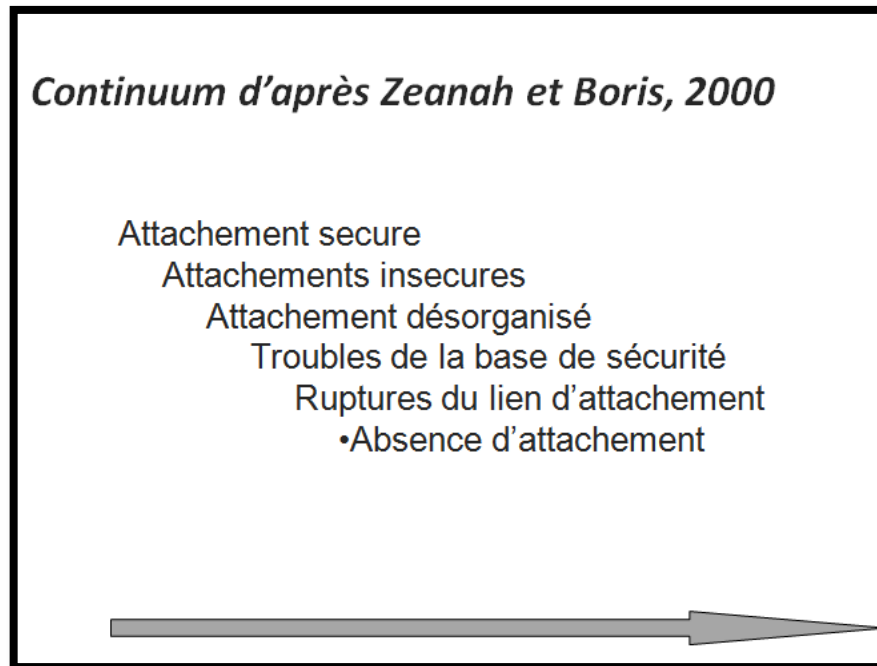 Continuum d'après Zeanah et Boris, 2000
Attachement secure
Attachements insecures
Attachement désorganisé
Troubles de la base de sécurité
Ruptures du lien d'attachement
•Absence d'attachement